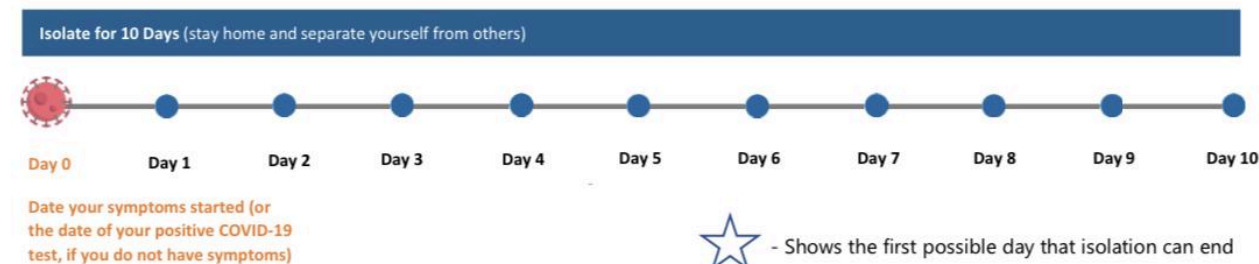 Isolate for 10 Days (stay home and separate yourself from others)
Day 0 Day 1 Day 2 Day 3 Day 4 Day 5 Day 6 Day 7 Day 8 Day 9 Day 10
Date your symptoms started (or
the date of your positive COVID-19
test, if you do not have symptoms)
- Shows the first possible day that isolation can end